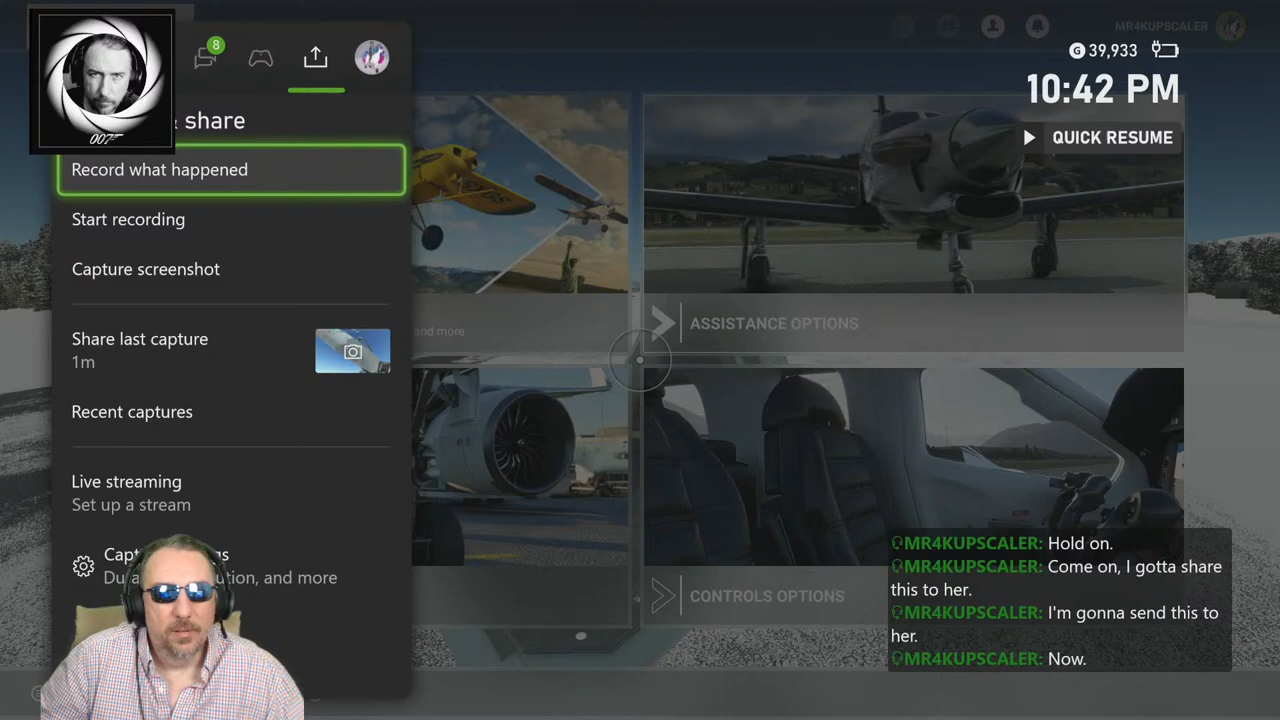 8
MR4KUPSCALER
G 39,933
10:42 PM
QUICK RESUME
& share
007
Record what happened
Start recording
Capture screenshot
Share last capture
1m
Recent captures
Live streaming
Set up a stream
and more
ASSISTANCE OPTIONS
CONTROLS OPTIONS
MR4KUPSCALER: Hold on.
MR4KUPSCALER: Come on, I gotta share
this to her.
MR4KUPSCALER: I'm gonna send this to
her.
MR4KUPSCALER: Now.
and more